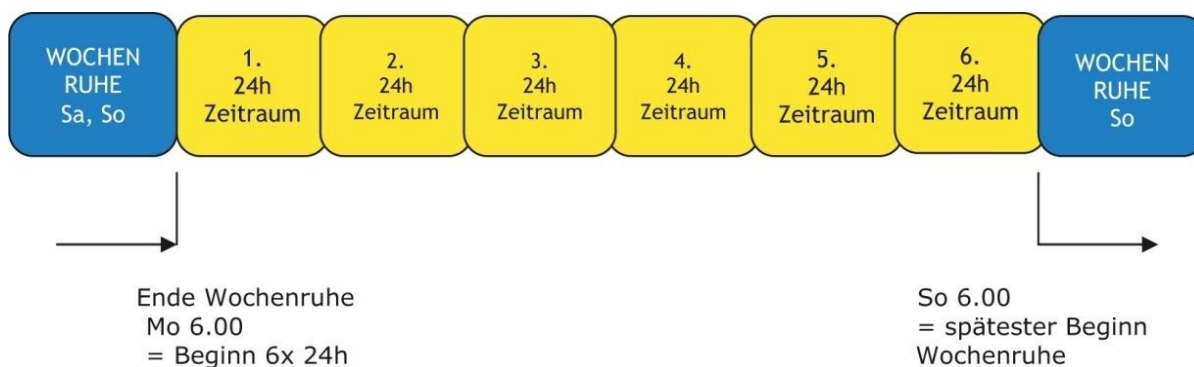 WOCHEN
RUHE
Sa, So
1.
24h
Zeitraum
2.
24h
Zeitraum
3.
24h
Zeitraum
4.
24h
Zeitraum
5.
24h
Zeitraum
6.
24h
Zeitraum
WOCHEN
RUHE
So
Ende Wochenruhe
Mo 6.00
= Beginn 6x 24h
So 6.00
= spätester Beginn
Wochenruhe